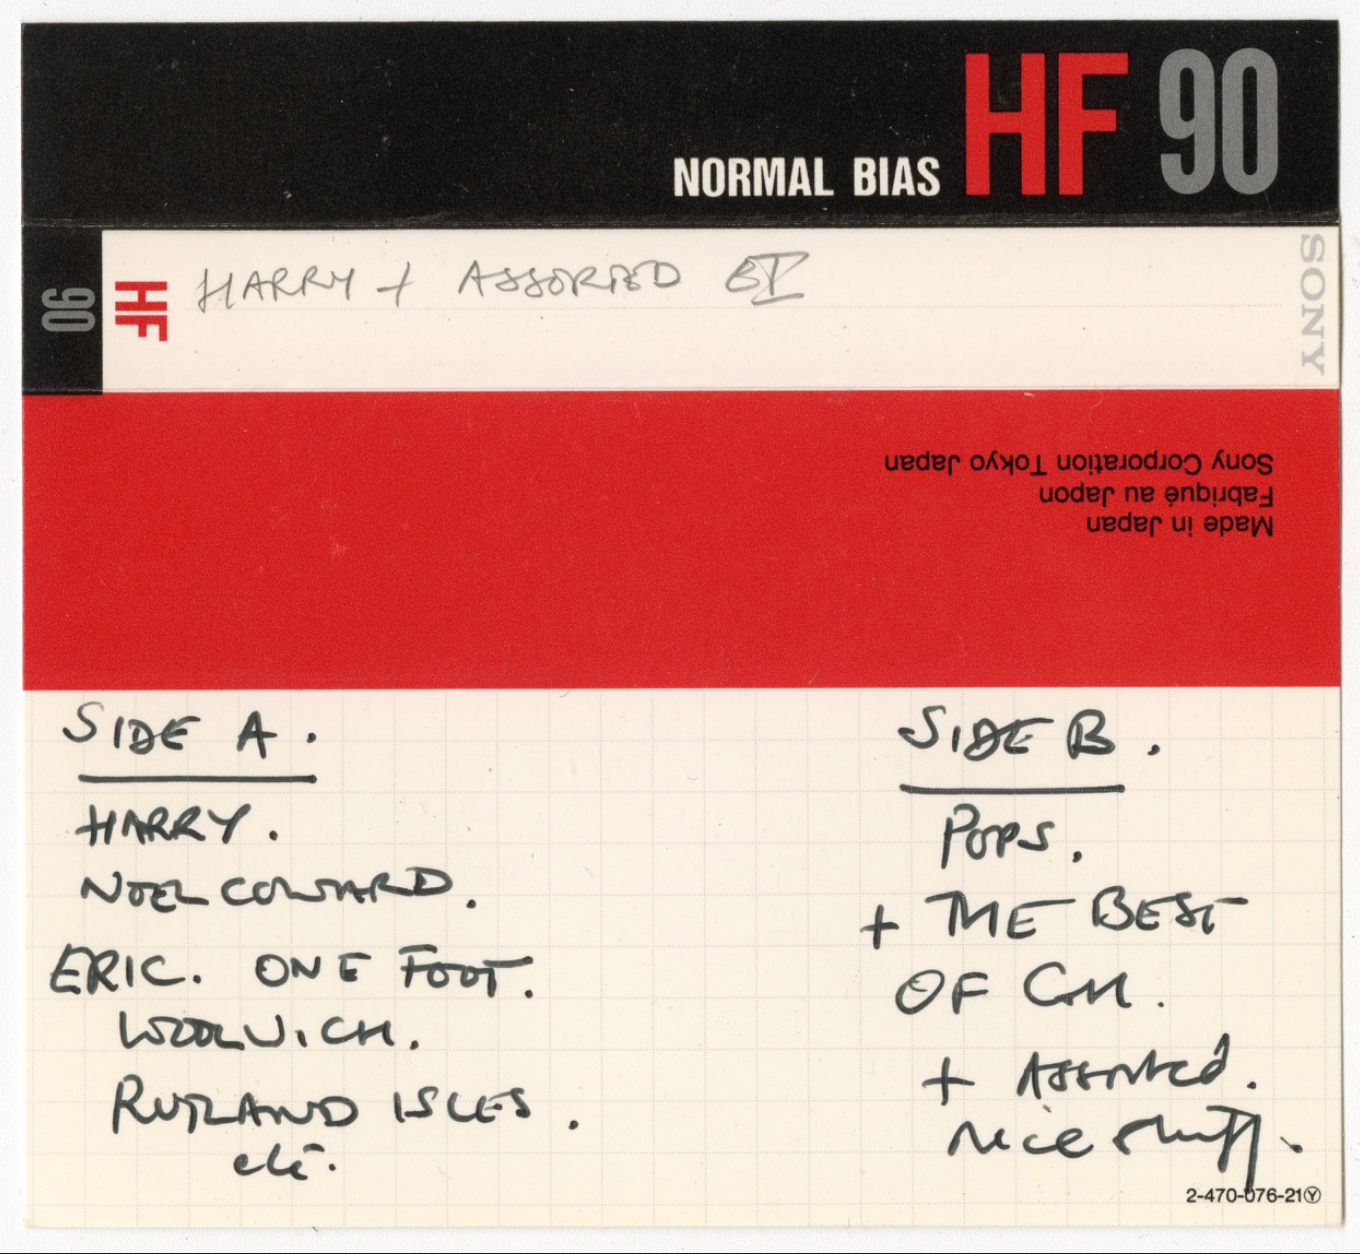 NORMAL BIAS HF 90
90 HF HARRY + ASSORTED SONY
Sony Corporation Tokyo Japan
Fabriqué au Japon
Made in Japan
SIDE A.
HARRY.
NOEL COWARD.
ERIC. ONE FOOT.
WOOLWICH.
RUTLAND ISLES.
etc.
SIDE B.
POPS.
+ THE BEST
OF
+ Assorted.
nice stuff.
2-470-076-21Ⓨ